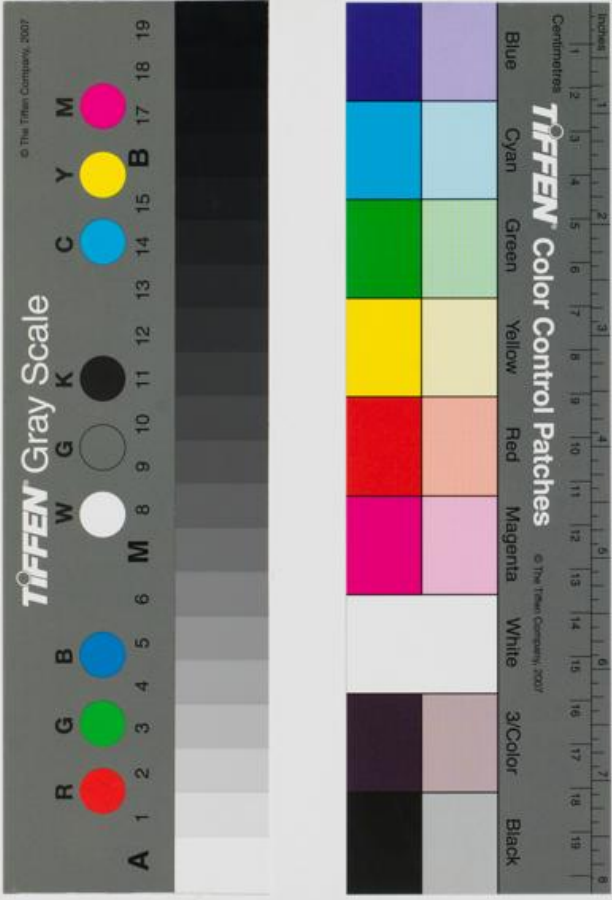 TIFFEN® Gray Scale
© The Tiffen Company, 2007
R G B W G K C Y M
A 1 2 3 4 5 6 M 8 9 10 11 12 13 14 15 B 17 18 19
Inches
1 2 3 4 5 6 7 8
Centimetres
1 2 3 4 5 6 7 8 9 10 11 12 13 14 15 16 17 18 19
TIFFEN® Color Control Patches
© The Tiffen Company, 2007
Blue Cyan Green Yellow Red Magenta White 3/Color Black